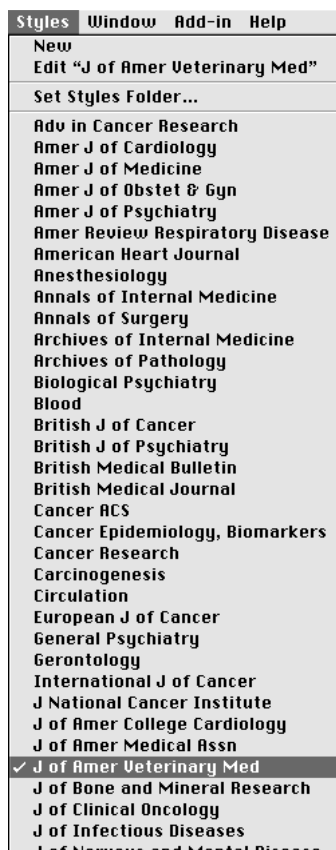 Styles Window Add-in Help
New
Edit “J of Amer Veterinary Med”
Set Styles Folder...
Adv in Cancer Research
Amer J of Cardiology
Amer J of Medicine
Amer J of Obstet & Gyn
Amer J of Psychiatry
Amer Review Respiratory Disease
American Heart Journal
Anesthesiology
Annals of Internal Medicine
Annals of Surgery
Archives of Internal Medicine
Archives of Pathology
Biological Psychiatry
Blood
British J of Cancer
British J of Psychiatry
British Medical Bulletin
British Medical Journal
Cancer ACS
Cancer Epidemiology, Biomarkers
Cancer Research
Carcinogenesis
Circulation
European J of Cancer
General Psychiatry
Gerontology
International J of Cancer
J National Cancer Institute
J of Amer College Cardiology
J of Amer Medical Assn
✓ J of Amer Veterinary Med
J of Bone and Mineral Research
J of Clinical Oncology
J of Infectious Diseases
J of Nervous and Mental Disease